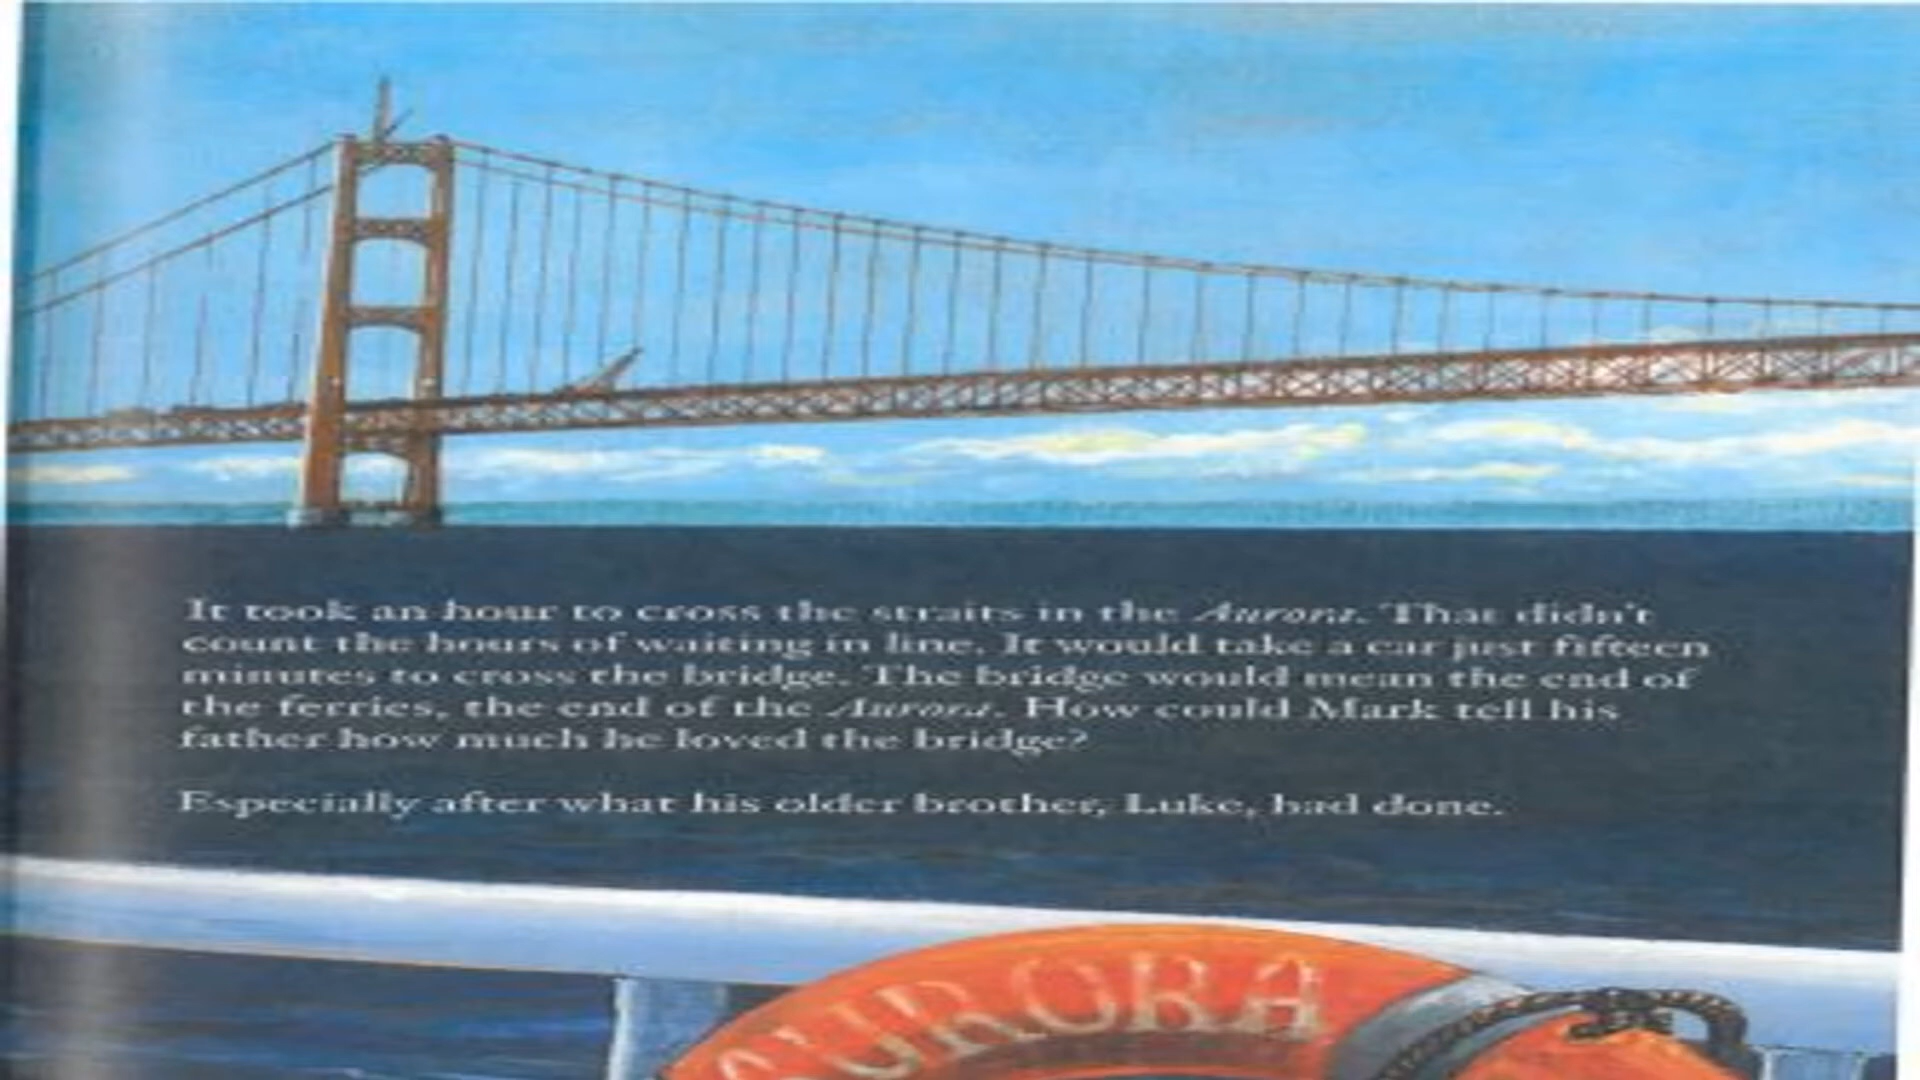 It took an hour to cross the straits in the Aurora. That didn't
count the hours of waiting in line. It would take a car just fifteen
minutes to cross the bridge. The bridge would mean the end of
the ferries, the end of the Aurora. How could Mark tell his
father how much he loved the bridge?
Especially after what his older brother, Luke, had done.
AURORA